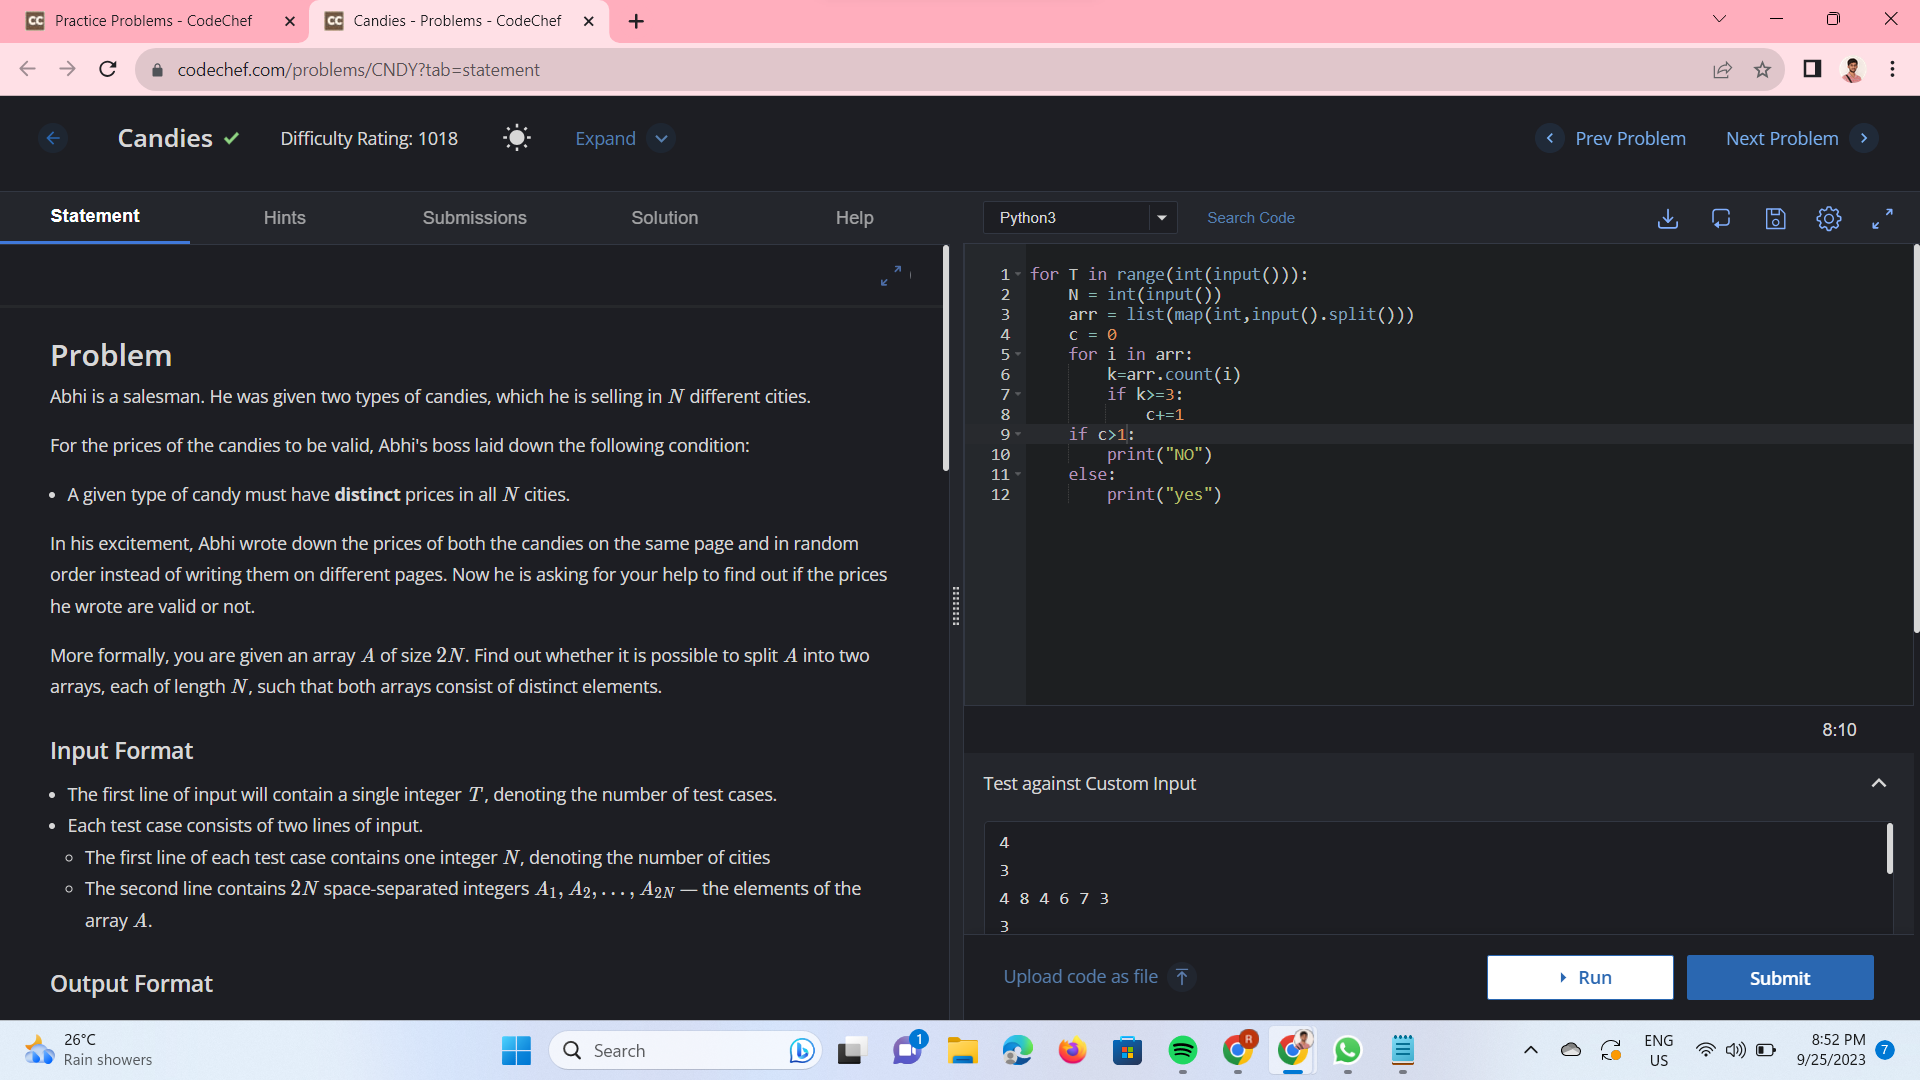 Practice Problems - CodeChef
Candies - Problems - CodeChef
codechef.com/problems/CNDY?tab=statement
Candies
Difficulty Rating: 1018
Expand
Prev Problem
Next Problem
Statement
Hints
Submissions
Solution
Help
Problem
Abhi is a salesman. He was given two types of candies, which he is selling in N different cities.
For the prices of the candies to be valid, Abhi's boss laid down the following condition:
• A given type of candy must have distinct prices in all N cities.
In his excitement, Abhi wrote down the prices of both the candies on the same page and in random
order instead of writing them on different pages. Now he is asking for your help to find out if the prices
he wrote are valid or not.
More formally, you are given an array A of size 2N. Find out whether it is possible to split A into two
arrays, each of length N, such that both arrays consist of distinct elements.
Input Format
• The first line of input will contain a single integer T, denoting the number of test cases.
• Each test case consists of two lines of input.
◦ The first line of each test case contains one integer N, denoting the number of cities
◦ The second line contains 2N space-separated integers A1, A2, . . . , A2N — the elements of the
array A.
Output Format
Python3
Search Code
1 for T in range(int(input())):
2 N = int(input())
3 arr = list(map(int,input().split()))
4 c = 0
5 for i in arr:
6 k=arr.count(i)
7 if k>=3:
8 c+=1
9 if c>1:
10 print("NO")
11 else:
12 print("yes")
8:10
Test against Custom Input
4
3
4 8 4 6 7 3
3
Upload code as file
Run
Submit
26°C
Rain showers
Search
1
R
ENG
US
8:52 PM
9/25/2023
7